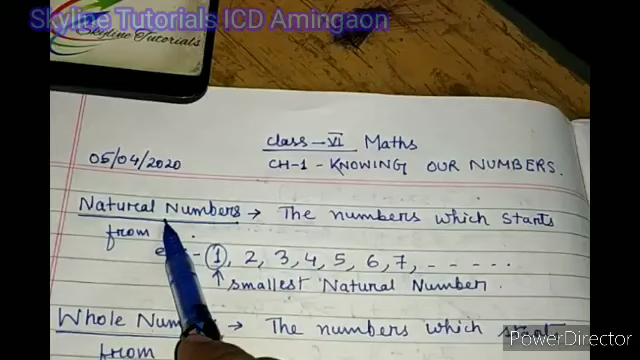 Skyline Tutorials ICD Amingaon
Skyline Tutorials
class - VI Maths
05/04/2020
CH-1 - KNOWING OUR NUMBERS.
Natural Numbers → The numbers which starts
from
1, 2, 3, 4, 5, 6, 7, - - - - . . .
↑ smallest Natural Number.
Whole → The numbers which
from
PowerDirector